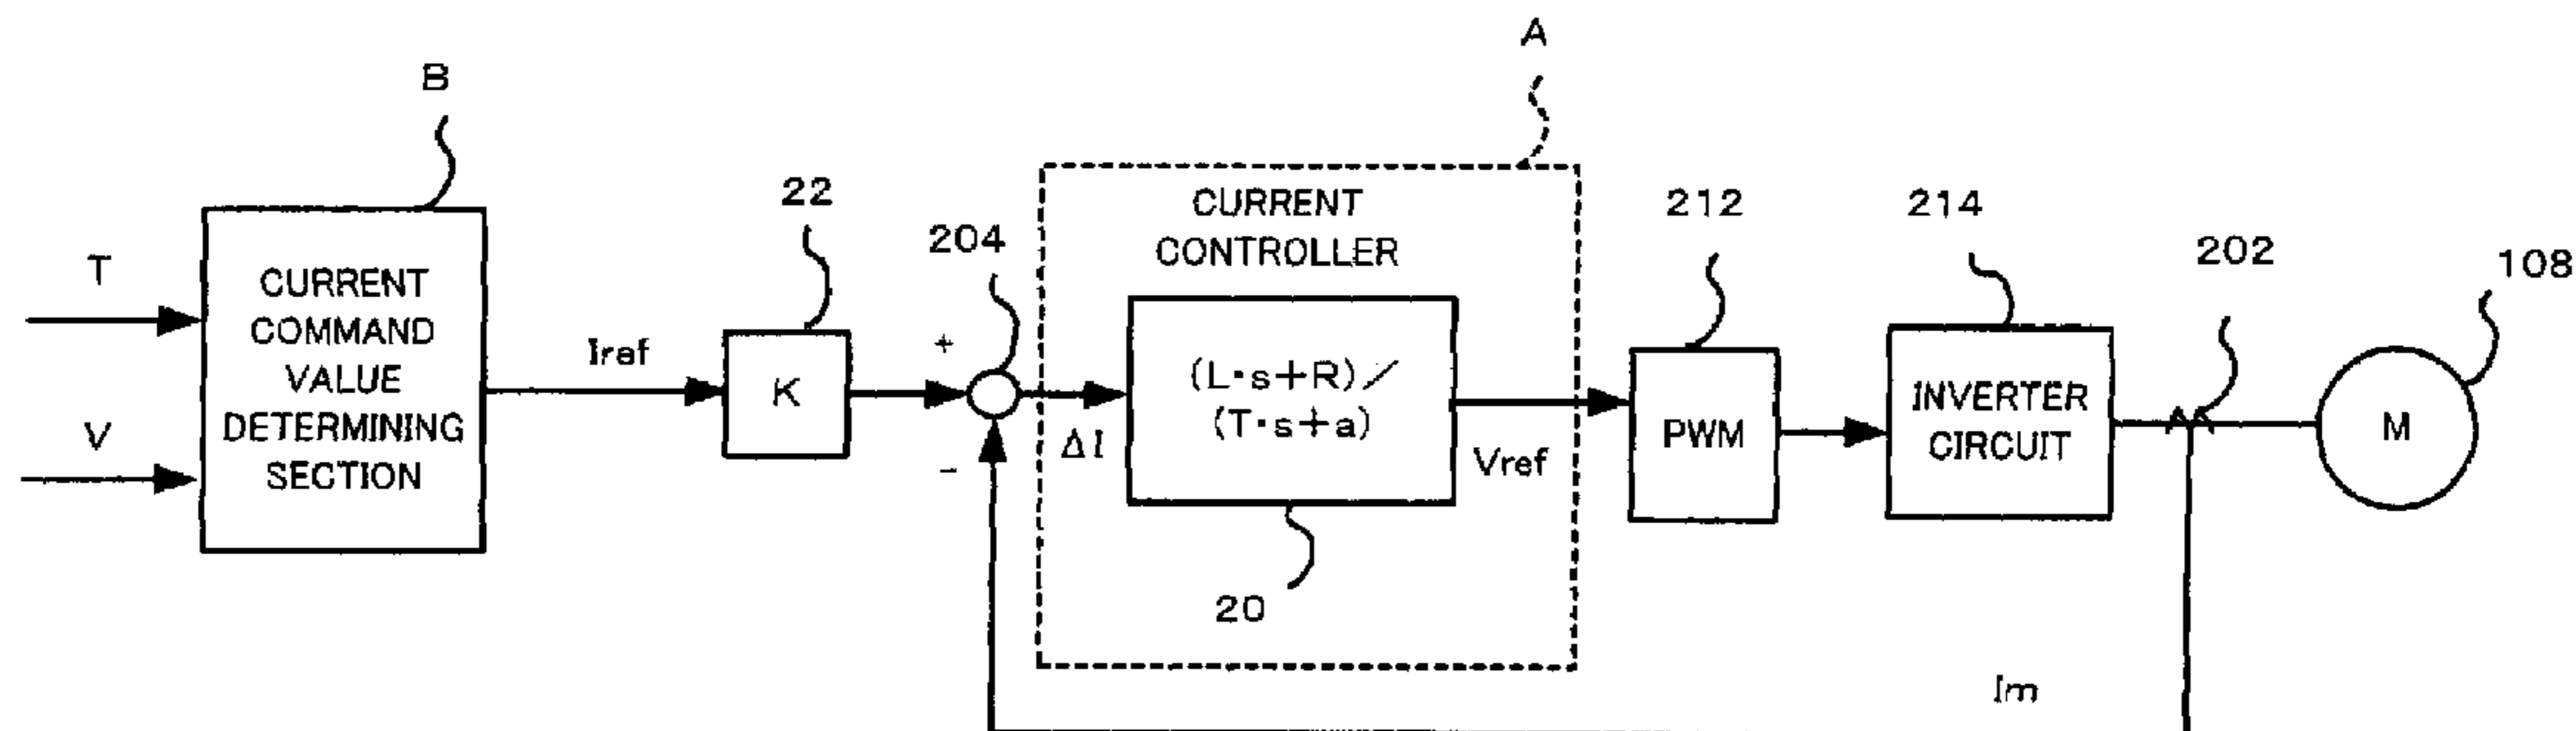 A
B
22
204
CURRENT
CONTROLLER
212
214
202
108
T
V
CURRENT
COMMAND
VALUE
DETERMINING
SECTION
Iref
K
+
-
ΔI
(L·s+R)/
(T·s+a)
20
Vref
PWM
INVERTER
CIRCUIT
M
Im